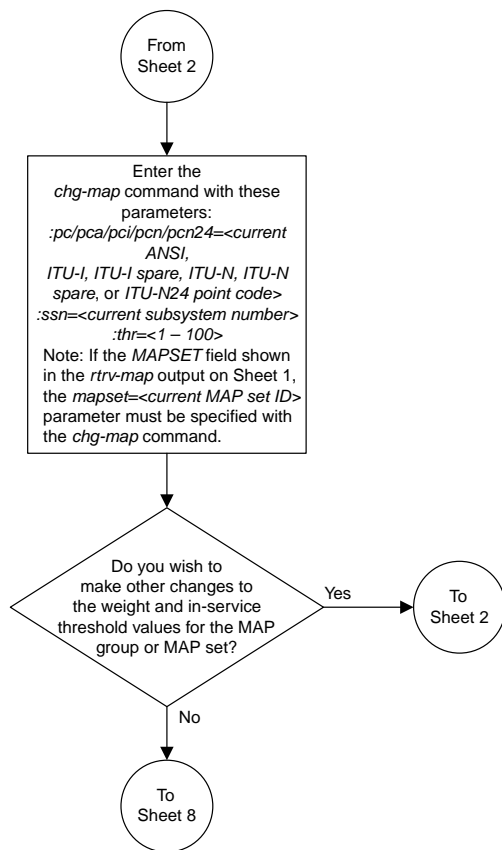 From
Sheet 2
Enter the
chg-map command with these
parameters:
:pc/pca/pci/pcn/pcn24=<current
ANSI,
ITU-I, ITU-I spare, ITU-N, ITU-N
spare, or ITU-N24 point code>
:ssn=<current subsystem number>
:thr=<1 – 100>
Note: If the MAPSET field shown
in the rtrv-map output on Sheet 1,
the mapset=<current MAP set ID>
parameter must be specified with
the chg-map command.
Do you wish to
make other changes to
the weight and in-service
threshold values for the MAP
group or MAP set?
Yes
To
Sheet 2
No
To
Sheet 8